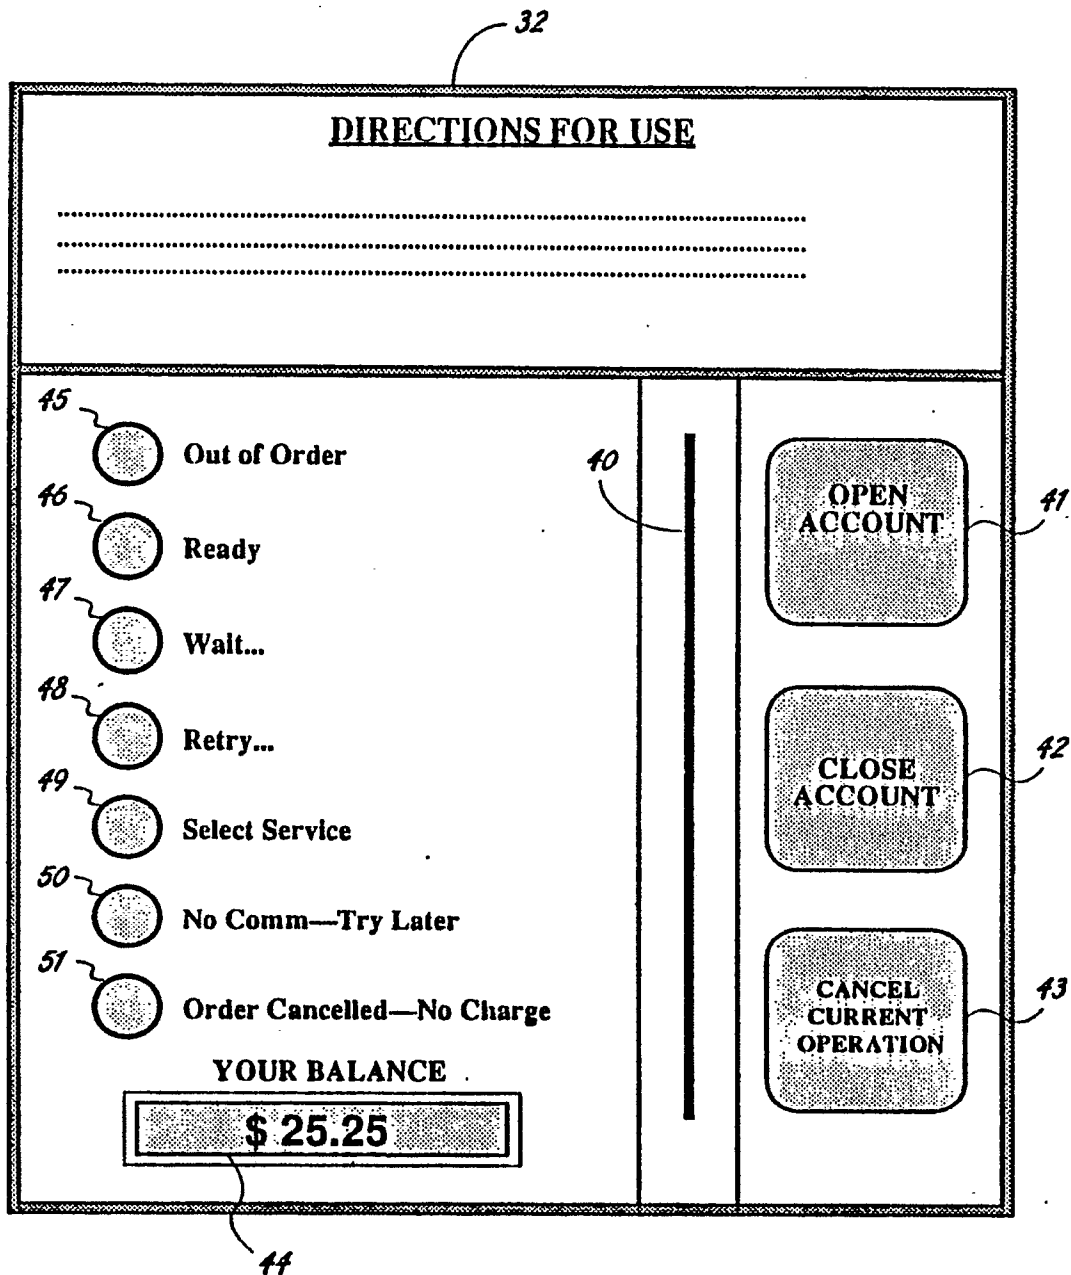 32
DIRECTIONS FOR USE
45
Out of Order
46
Ready
47
Wait...
48
Retry...
49
Select Service
50
No Comm—Try Later
51
Order Cancelled—No Charge
YOUR BALANCE
$ 25.25
44
40
OPEN
ACCOUNT
41
CLOSE
ACCOUNT
42
CANCEL
CURRENT
OPERATION
43